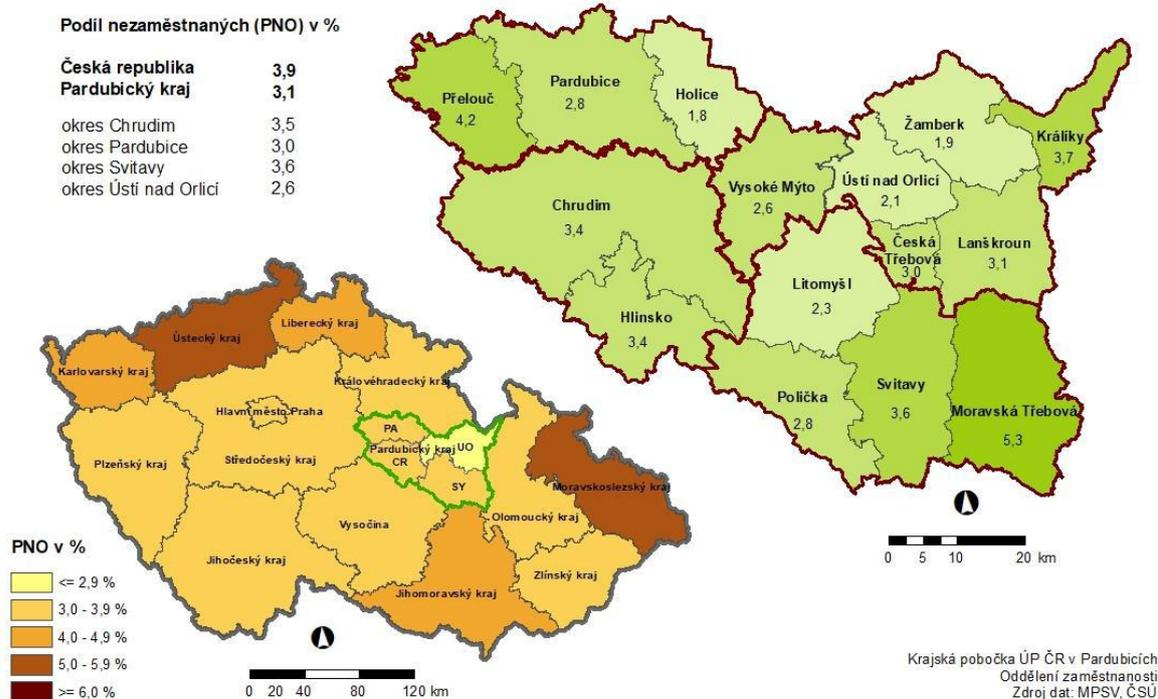 Podíl nezaměstnaných (PNO) v %
Česká republika 3,9
Pardubický kraj 3,1
okres Chrudim 3,5
okres Pardubice 3,0
okres Svitavy 3,6
okres Ústí nad Orlicí 2,6
Přelouč
4,2
Pardubice
2,8
Holice
1,8
Žamberk
1,9
Králíky
3,7
Vysoké Mýto
2,6
Ústí nad Orlicí
2,1
Chrudim
3,4
Česká
Třebová
3,0
Lanškroun
3,1
Litomyšl
2,3
Hlinsko
3,4
Polička
2,8
Svitavy
3,6
Moravská Třebová
5,3
0 5 10 20 km
Ústecký kraj
Liberecký kraj
Karlovarský kraj
Královéhradecký kraj
Hlavní město Praha
PA
Pardubický kraj
UO
CR
Plzeňský kraj
Středočeský kraj
SY
Moravskoslezský kraj
Vysočina
Olomoucký kraj
Jihočeský kraj
Zlínský kraj
Jihomoravský kraj
PNO v %
<= 2,9 %
3,0 - 3,9 %
4,0 - 4,9 %
5,0 - 5,9 %
>= 6,0 %
0 20 40 80 120 km
Krajská pobočka ÚP ČR v Pardubicích
Oddělení zaměstnanosti
Zdroj dat: MPSV, ČSÚ